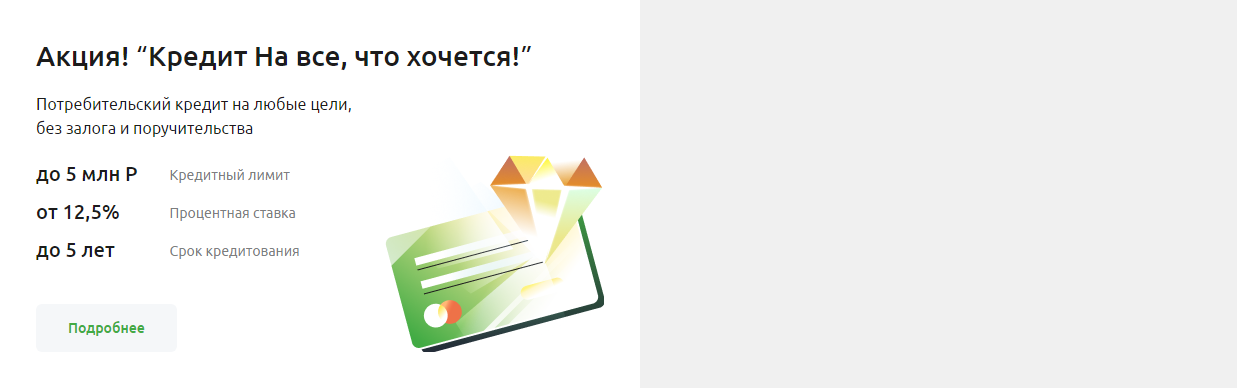 Акция! “Кредит На все, что хочется!”
Потребительский кредит на любые цели,
без залога и поручительства
до 5 млн Р Кредитный лимит
от 12,5% Процентная ставка
до 5 лет Срок кредитования
Подробнее